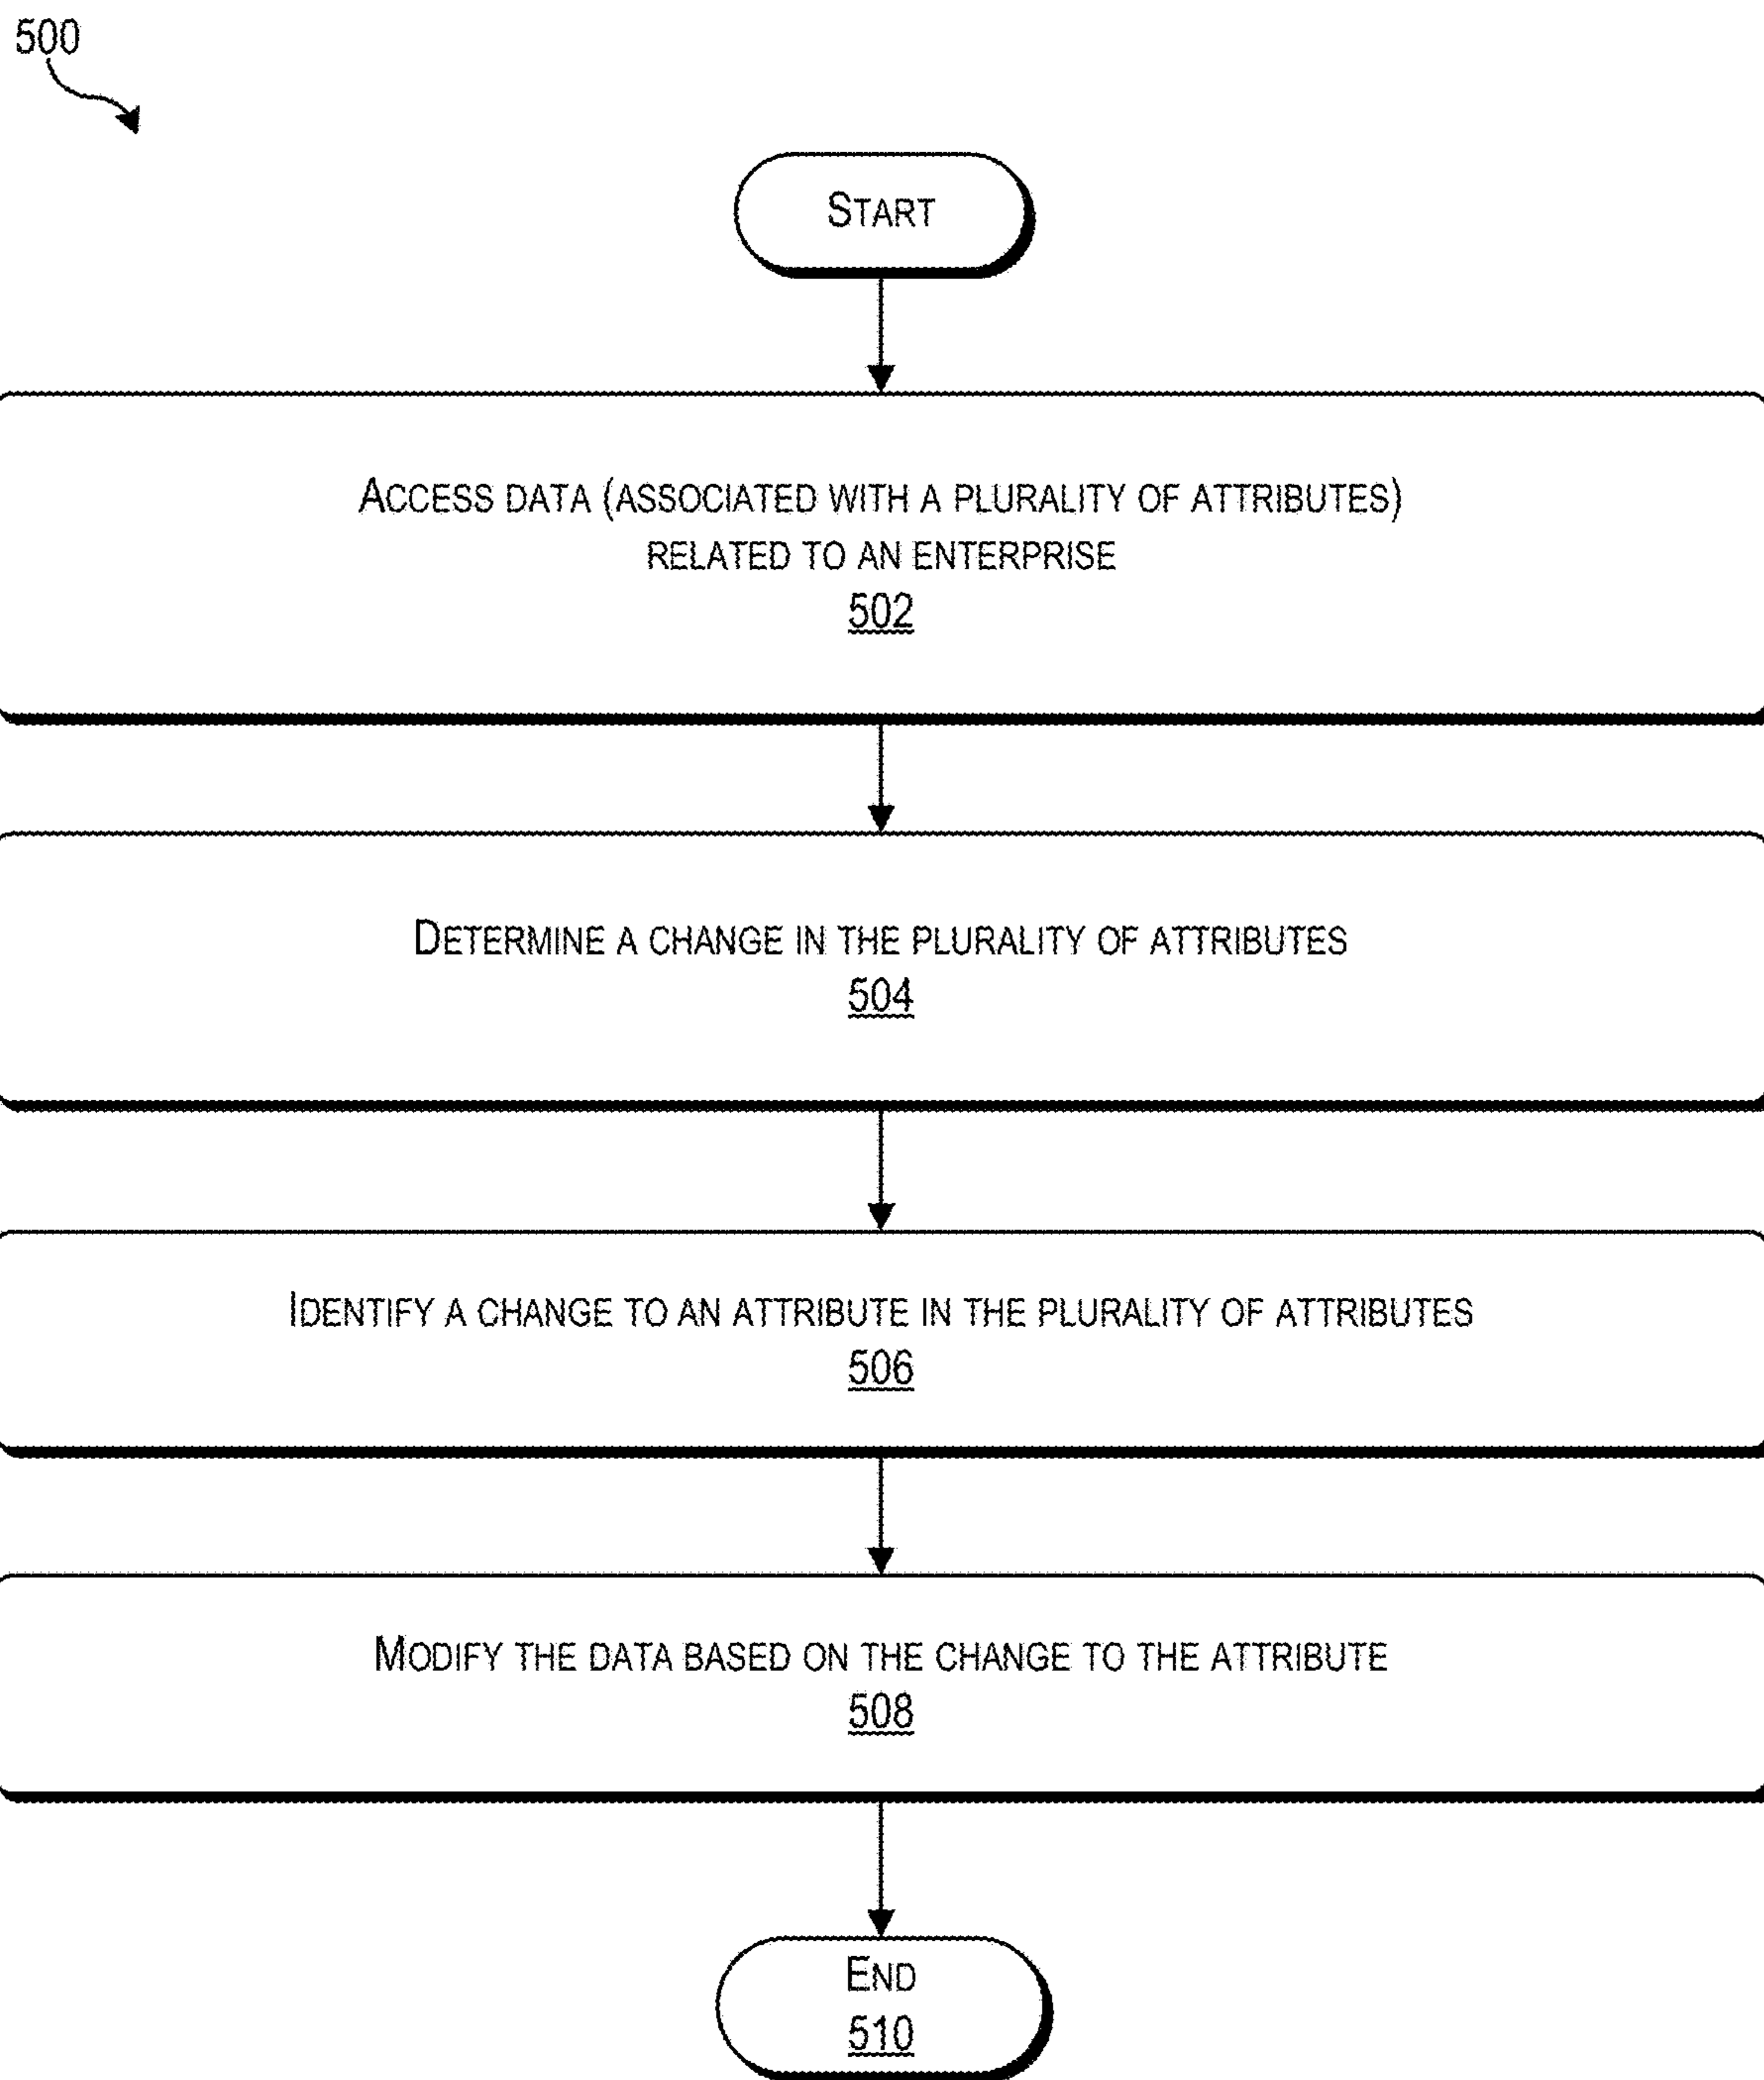 500
START
ACCESS DATA (ASSOCIATED WITH A PLURALITY OF ATTRIBUTES)
RELATED TO AN ENTERPRISE
502
DETERMINE A CHANGE IN THE PLURALITY OF ATTRIBUTES
504
IDENTIFY A CHANGE TO AN ATTRIBUTE IN THE PLURALITY OF ATTRIBUTES
506
MODIFY THE DATA BASED ON THE CHANGE TO THE ATTRIBUTE
508
END
510